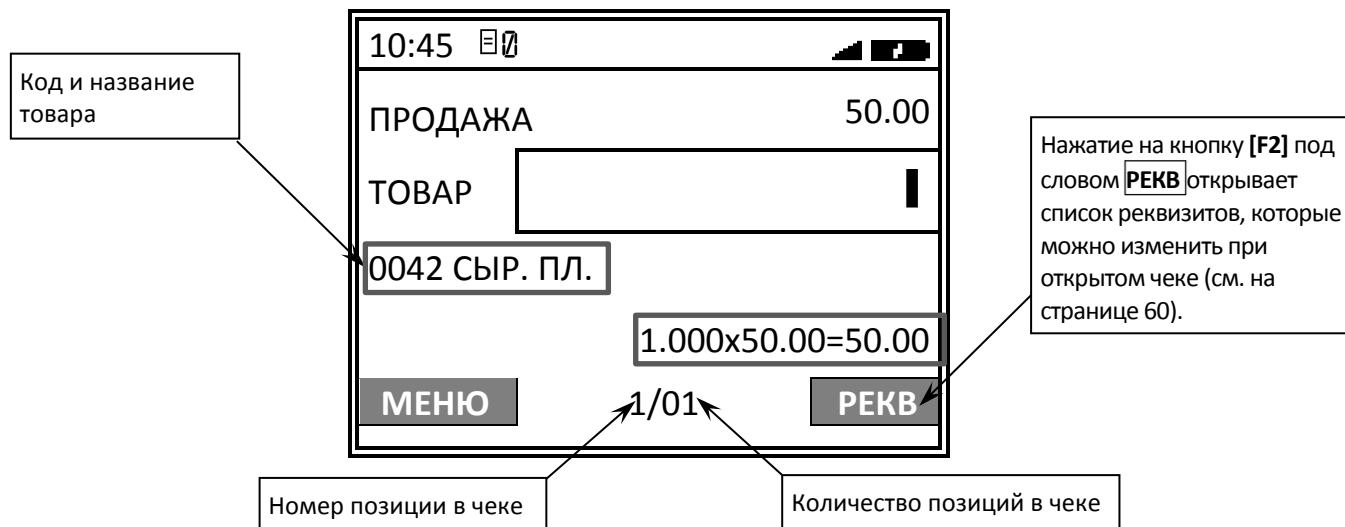 10:45
Код и название
товара
ПРОДАЖА 50.00
ТОВАР
0042 СЫР. ПЛ.
1.000х50.00=50.00
МЕНЮ 1/01 РЕКВ
Нажатие на кнопку [F2] под
словом РЕКВ открывает
список реквизитов, которые
можно изменить при
открытом чеке (см. на
странице 60).
Номер позиции в чеке
Количество позиций в чеке